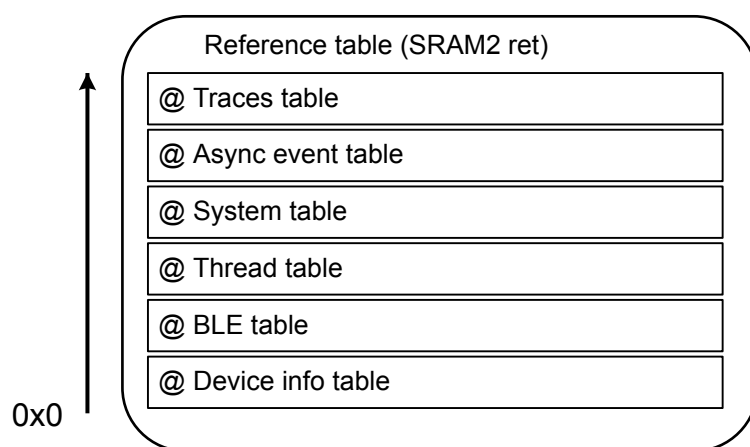 Reference table (SRAM2 ret)
@ Traces table
@ Async event table
@ System table
@ Thread table
@ BLE table
@ Device info table
0x0